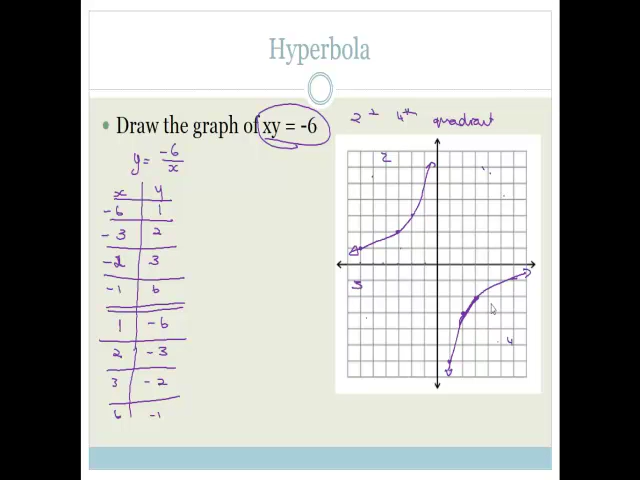 Hyperbola
• Draw the graph of xy = -6
y = -6/x
x y
-6 1
-3 2
-2 3
-1 6
1 -6
2 -3
3 -2
6 -1
2 + 4th quadrant
2
3
4